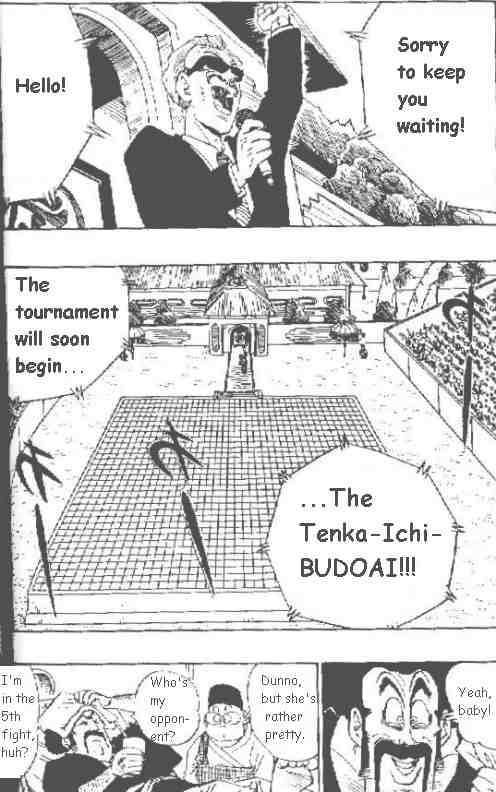 Hello!
Sorry
to keep
you
waiting!
The
tournament
will soon
begin...
...The
Tenka-Ichi-
BUDOAI!!!
I'm
in the
5th
fight,
huh?
Who's
my
oppon-
ent?
Dunno,
but she's
rather
pretty.
Yeah,
baby!